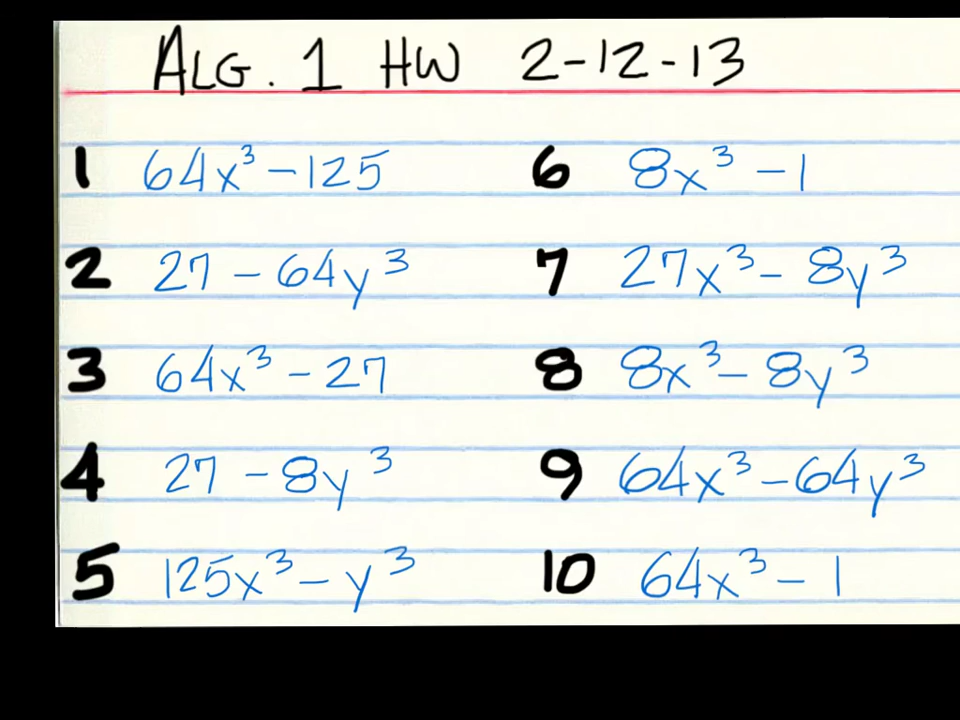 ALG. 1 HW 2-12-13
1 64x³ - 125
2 27 - 64y³
3 64x³ - 27
4 27 - 8y³
5 125x³ - y³
6 8x³ - 1
7 27x³ - 8y³
8 8x³ - 8y³
9 64x³ - 64y³
10 64x³ - 1